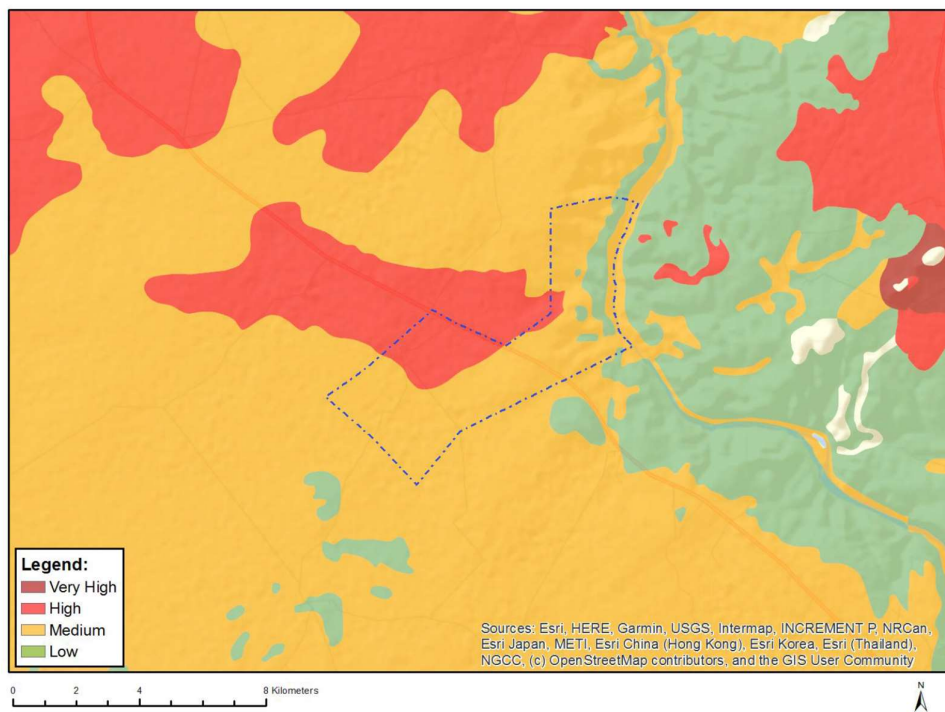 Legend:
Very High
High
Medium
Low
Sources: Esri, HERE, Garmin, USGS, Intermap, INCREMENT P, NRCan,
Esri Japan, METI, Esri China (Hong Kong), Esri Korea, Esri (Thailand),
NGCC, (c) OpenStreetMap contributors, and the GIS User Community
0 2 4 8 Kilometers
N